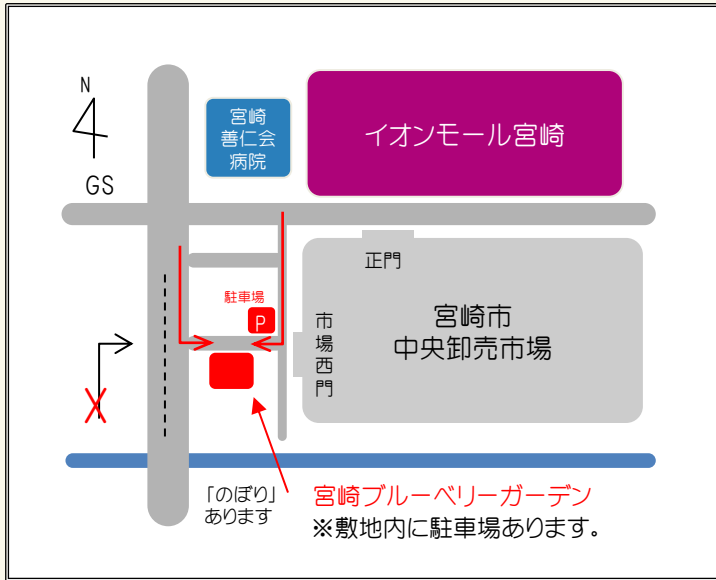 N
宮崎
善仁会
病院
イオンモール宮崎
GS
正門
駐車場
P
市
場
西
門
宮崎市
中央卸売市場
「のぼり」
あります
宮崎ブルーベリーガーデン
※敷地内に駐車場あります。